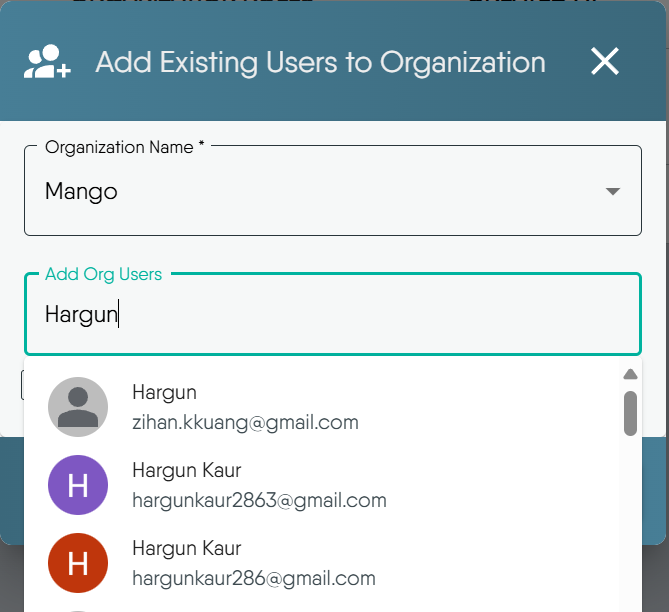 Add Existing Users to Organization
Organization Name *
Mango
Add Org Users
Hargun
Hargun
zihan.kkuang@gmail.com
H
Hargun Kaur
hargunkaur2863@gmail.com
H
Hargun Kaur
hargunkaur286@gmail.com